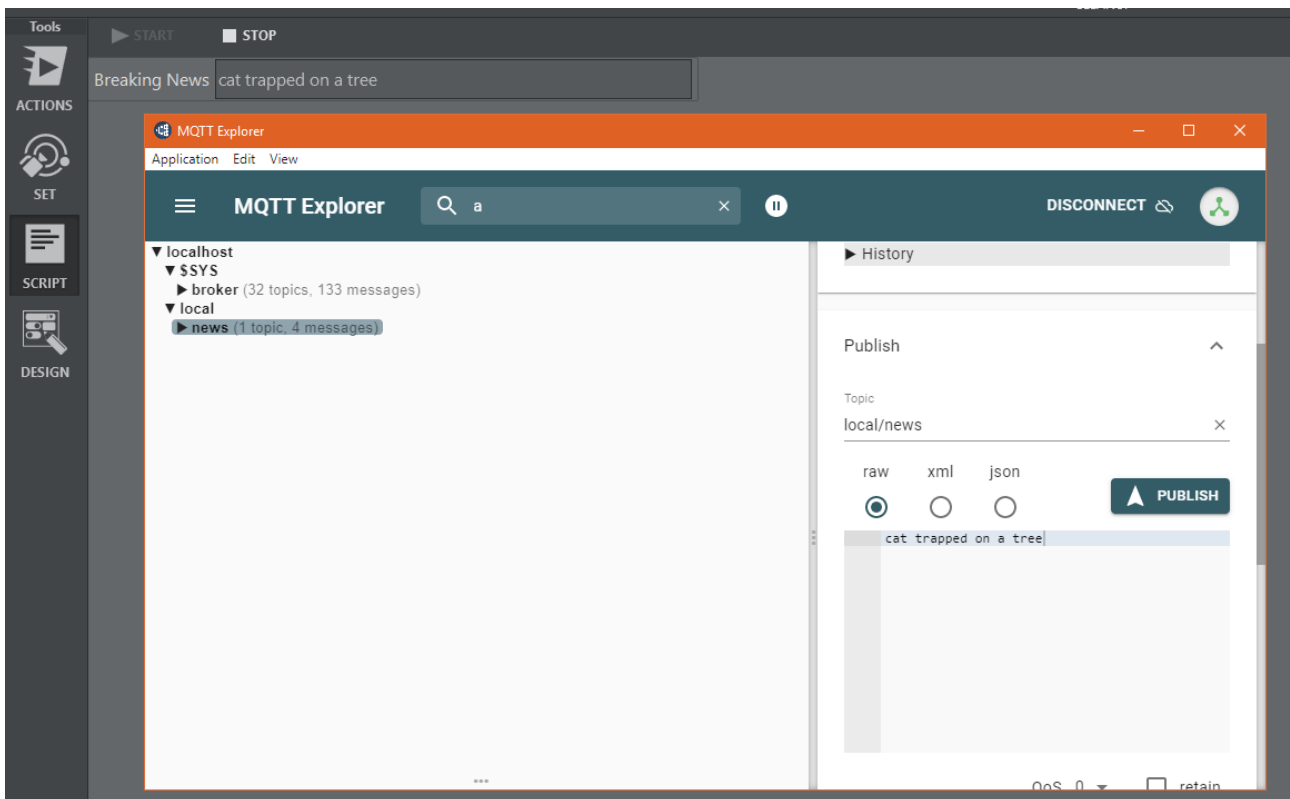 Tools
START STOP
Breaking News cat trapped on a tree
ACTIONS
MQTT Explorer
Application Edit View
SET
MQTT Explorer a DISCONNECT
localhost
$SYS
broker (32 topics, 133 messages)
local
news (1 topic, 4 messages)
History
SCRIPT
DESIGN
Publish
Topic
local/news
raw xml json
PUBLISH
cat trapped on a tree
QoS 0 retain